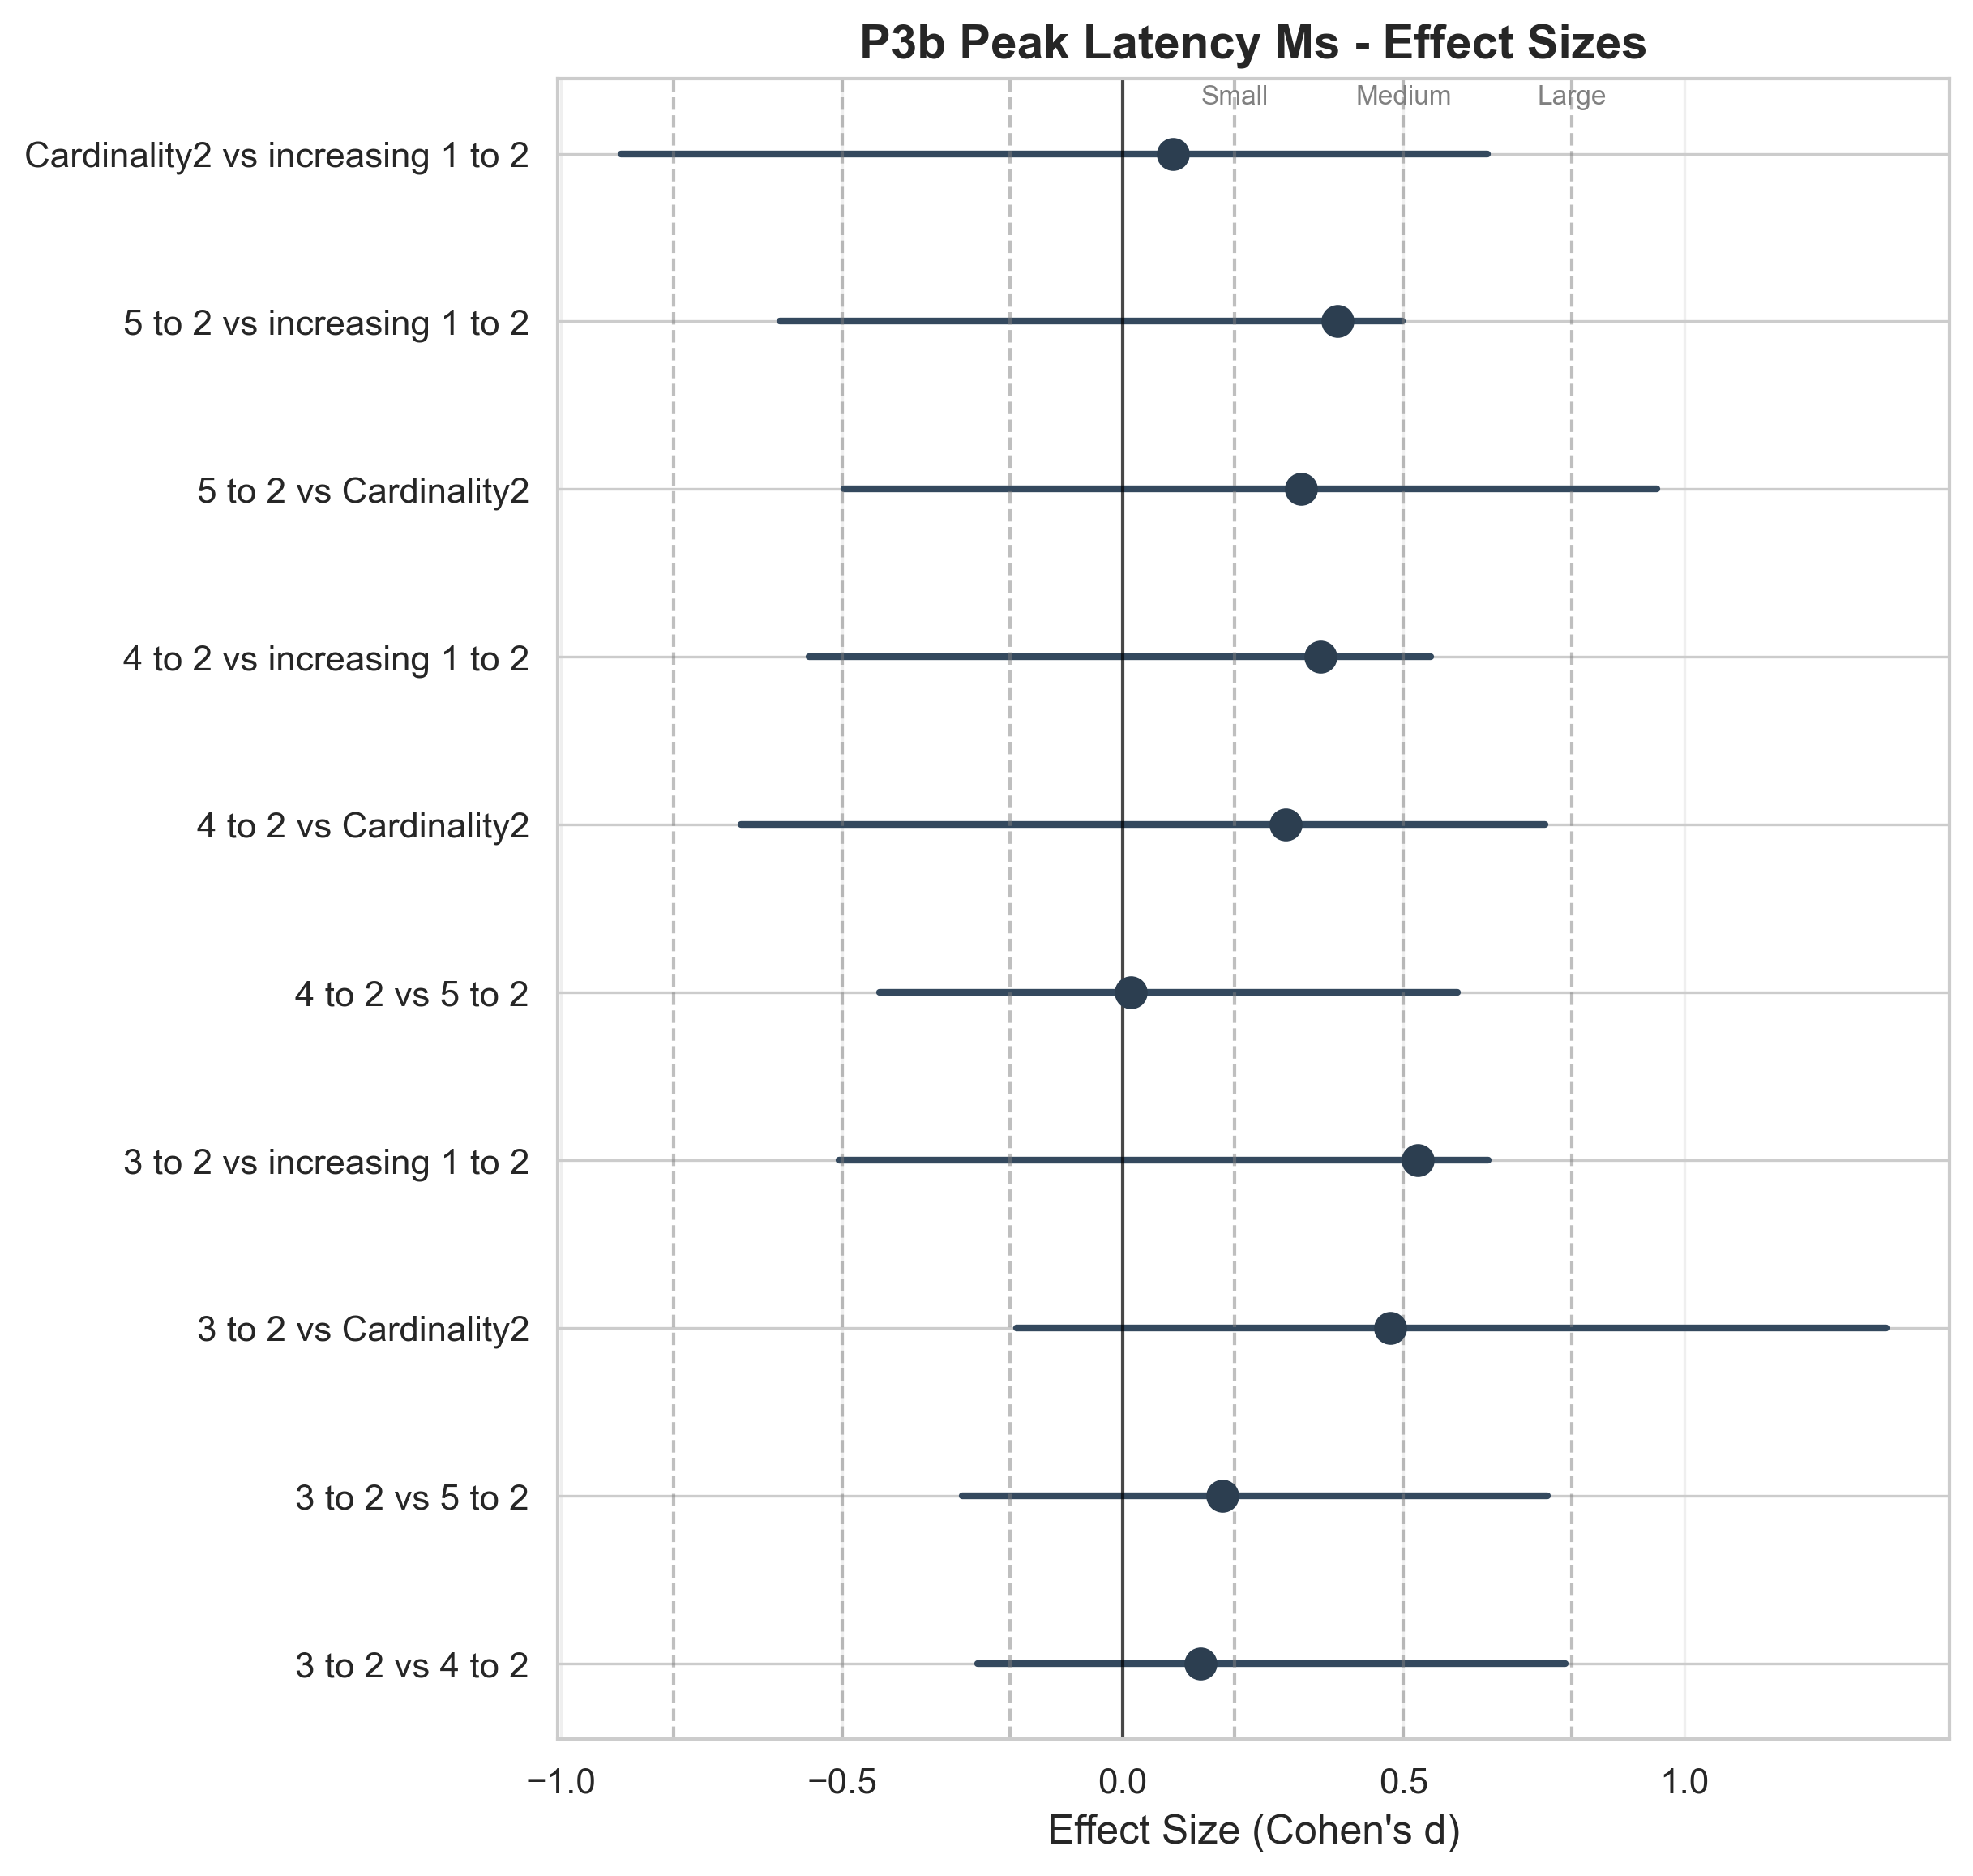 P3b Peak Latency Ms - Effect Sizes
Small Medium Large
Cardinality2 vs increasing 1 to 2
5 to 2 vs increasing 1 to 2
5 to 2 vs Cardinality2
4 to 2 vs increasing 1 to 2
4 to 2 vs Cardinality2
4 to 2 vs 5 to 2
3 to 2 vs increasing 1 to 2
3 to 2 vs Cardinality2
3 to 2 vs 5 to 2
3 to 2 vs 4 to 2
−1.0 −0.5 0.0 0.5 1.0
Effect Size (Cohen's d)